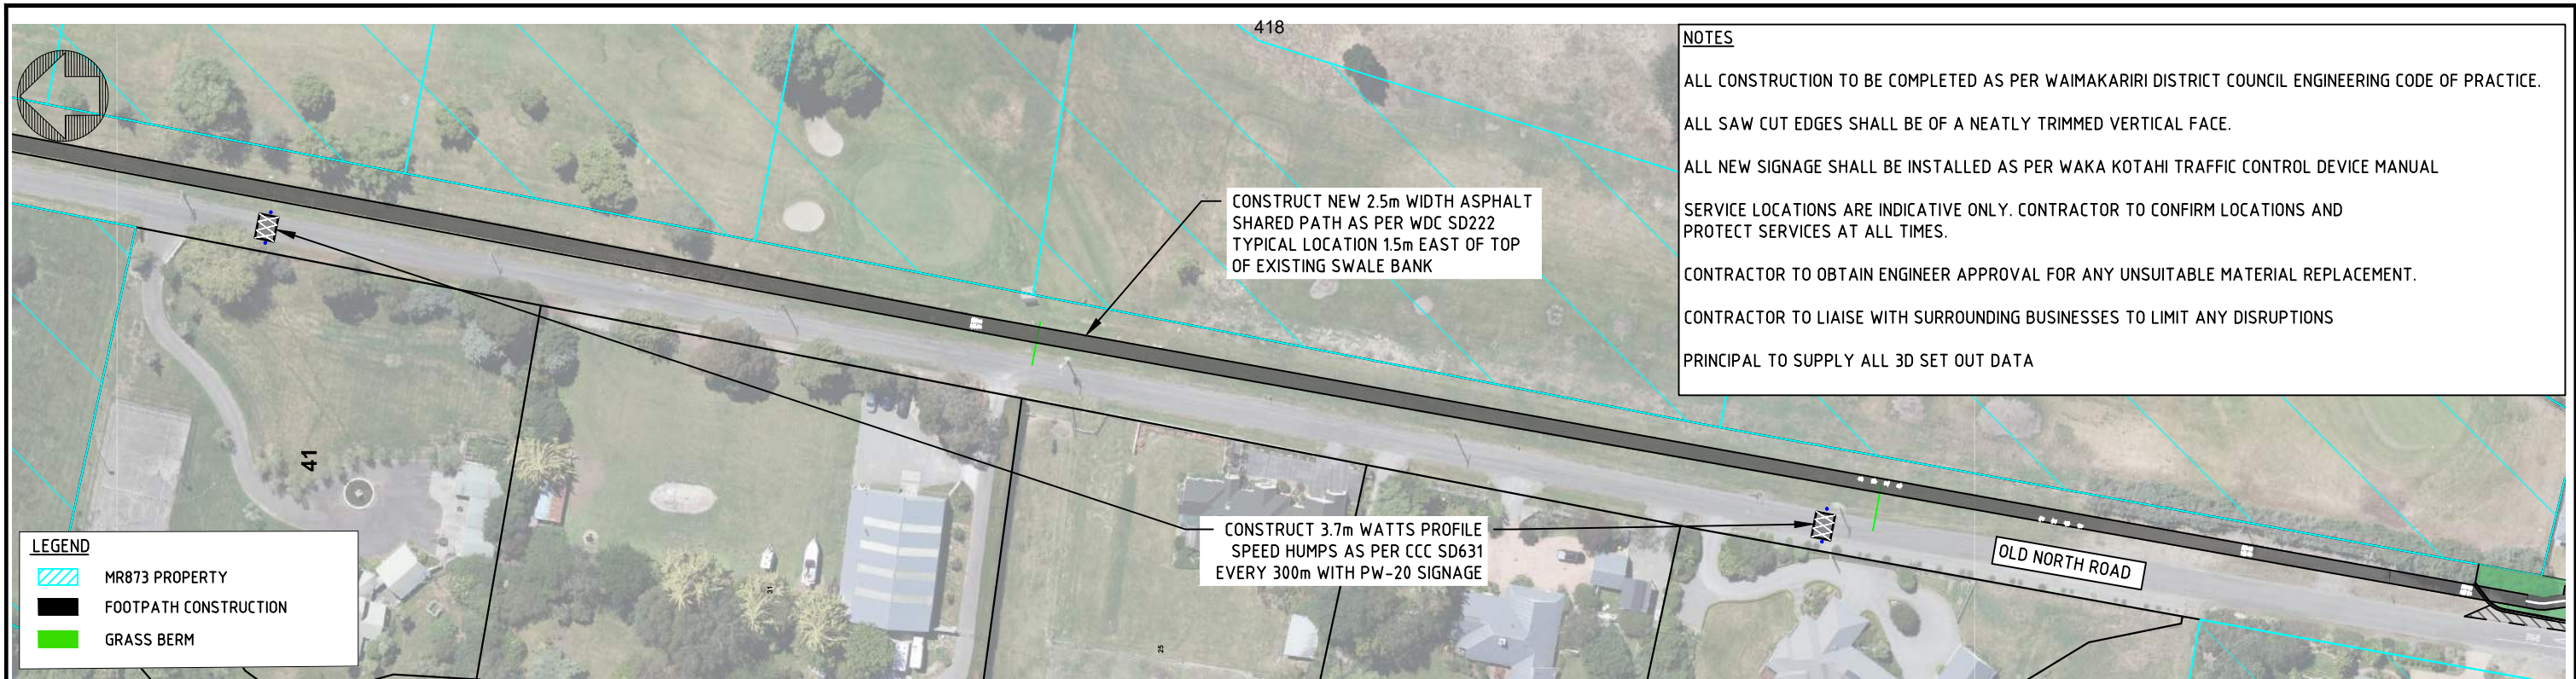 418
NOTES
ALL CONSTRUCTION TO BE COMPLETED AS PER WAIMAKARIRI DISTRICT COUNCIL ENGINEERING CODE OF PRACTICE.
ALL SAW CUT EDGES SHALL BE OF A NEATLY TRIMMED VERTICAL FACE.
ALL NEW SIGNAGE SHALL BE INSTALLED AS PER WAKA KOTAHI TRAFFIC CONTROL DEVICE MANUAL
SERVICE LOCATIONS ARE INDICATIVE ONLY. CONTRACTOR TO CONFIRM LOCATIONS AND
PROTECT SERVICES AT ALL TIMES.
CONTRACTOR TO OBTAIN ENGINEER APPROVAL FOR ANY UNSUITABLE MATERIAL REPLACEMENT.
CONTRACTOR TO LIAISE WITH SURROUNDING BUSINESSES TO LIMIT ANY DISRUPTIONS
PRINCIPAL TO SUPPLY ALL 3D SET OUT DATA
CONSTRUCT NEW 2.5m WIDTH ASPHALT
SHARED PATH AS PER WDC SD222
TYPICAL LOCATION 1.5m EAST OF TOP
OF EXISTING SWALE BANK
41
CONSTRUCT 3.7m WATTS PROFILE
SPEED HUMPS AS PER CCC SD631
EVERY 300m WITH PW-20 SIGNAGE
OLD NORTH ROAD
31
25
LEGEND
MR873 PROPERTY
FOOTPATH CONSTRUCTION
GRASS BERM